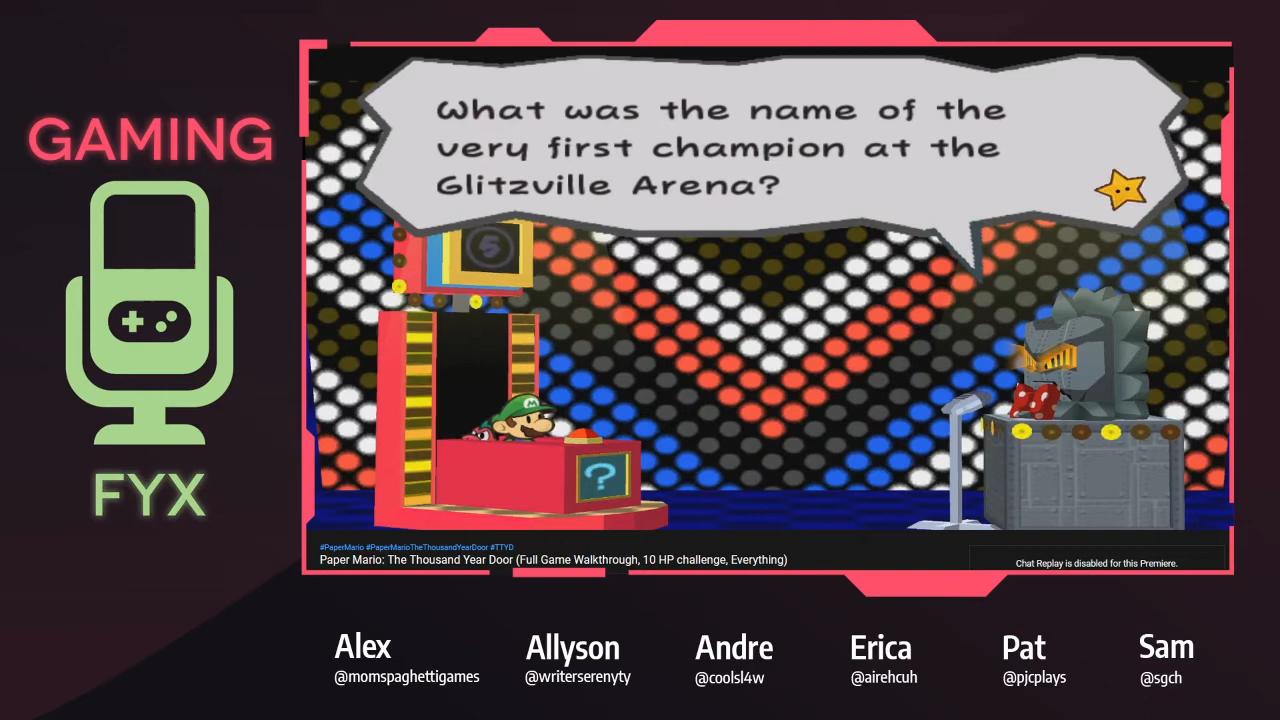 GAMING
FYX
What was the name of the
very first champion at the
Glitzville Arena?
5
M
?
#PaperMario #PaperMarioTheThousandYearDoor #TTYD
Paper Mario: The Thousand Year Door (Full Game Walkthrough, 10 HP challenge, Everything)
Chat Replay is disabled for this Premiere.
Alex
@momspaghettigames
Allyson
@writerserenyty
Andre
@coolsl4w
Erica
@airehcuh
Pat
@pjcplays
Sam
@sgch